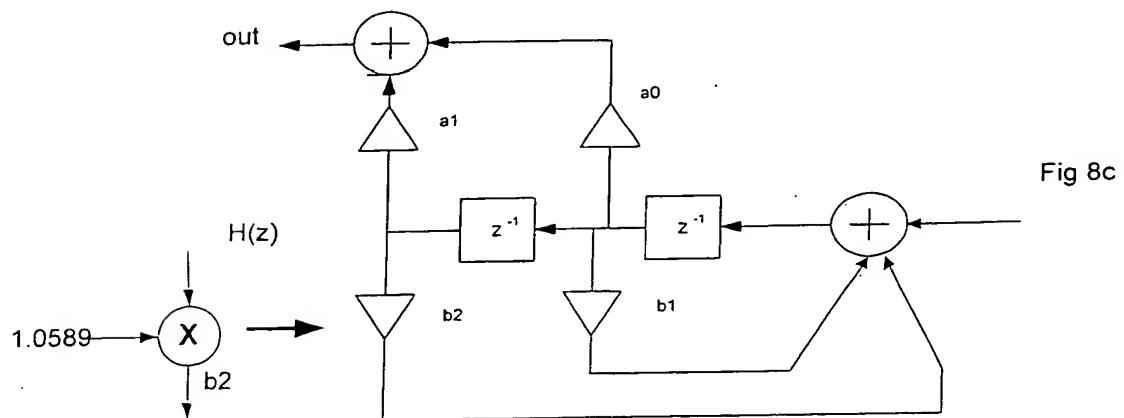 out
+
a0
a1
Fig 8c
z⁻¹
z⁻¹
+
H(z)
b2
b1
1.0589
X
b2